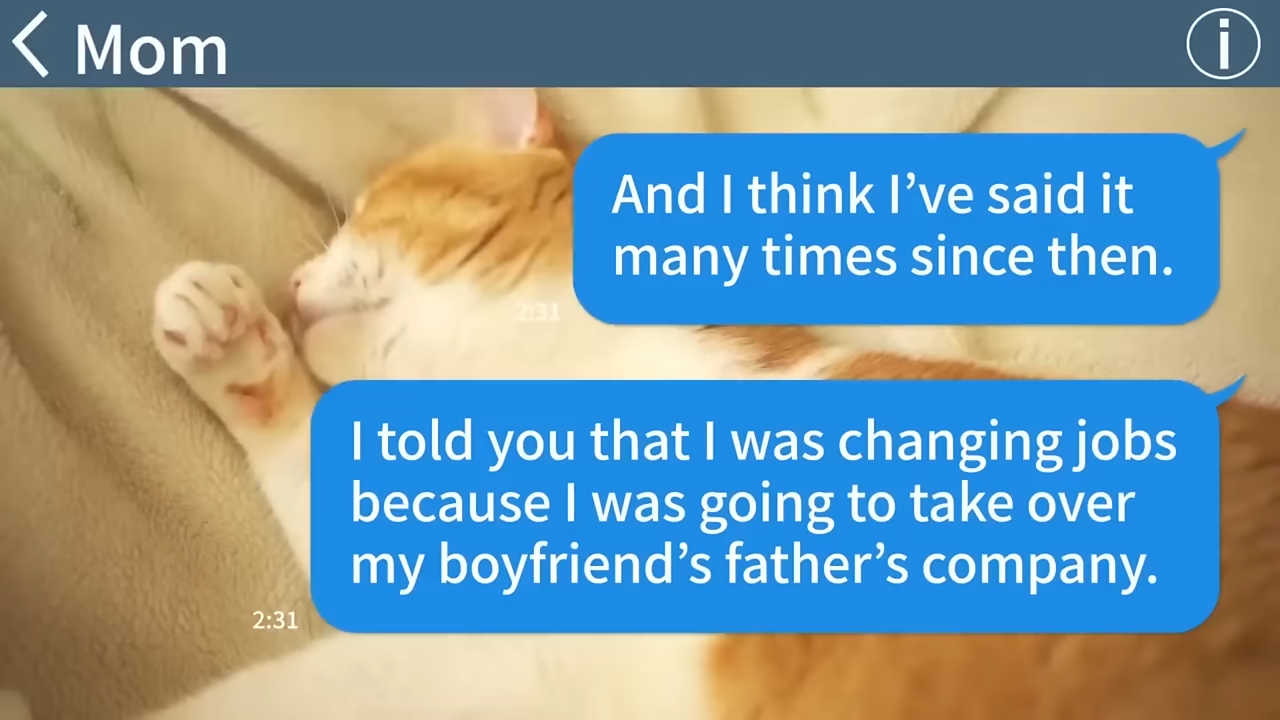 Mom
And I think I’ve said it
many times since then.
2:31
I told you that I was changing jobs
because I was going to take over
my boyfriend’s father’s company.
2:31